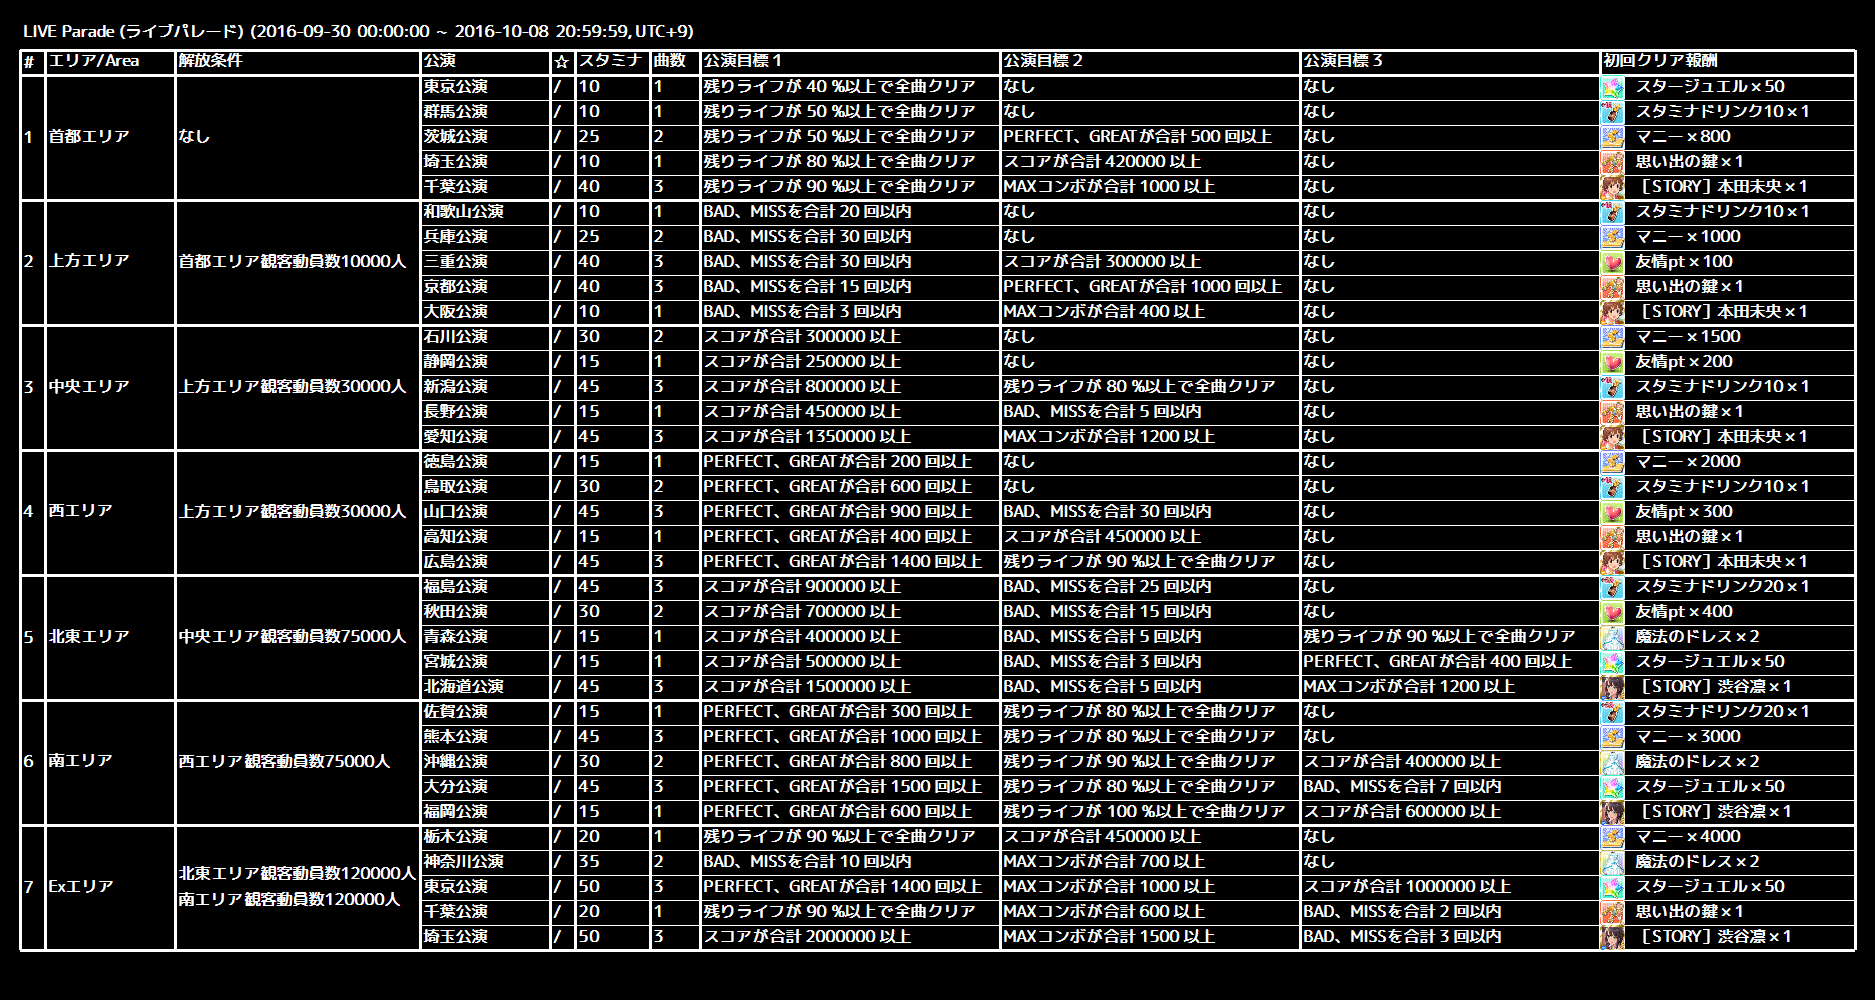 LIVE Parade (ライブパレード) (2016-09-30 00:00:00 ~ 2016-10-08 20:59:59,UTC+9)
# エリア/Area 解放条件 公演 ☆ スタミナ 曲数 公演目標１ 公演目標２ 公演目標３ 初回クリア報酬
東京公演 / 10 1 残りライフが 40 %以上で全曲クリア なし なし スタージュエル×50
群馬公演 / 10 1 残りライフが 50 %以上で全曲クリア なし なし スタミナドリンク10×1
1 首都エリア なし 茨城公演 / 25 2 残りライフが 50 %以上で全曲クリア PERFECT、GREATが合計 500 回以上 なし マニー×800
埼玉公演 / 10 1 残りライフが 80 %以上で全曲クリア スコアが合計 420000 以上 なし 思い出の鍵×1
千葉公演 / 40 3 残りライフが 90 %以上で全曲クリア MAXコンボが合計 1000 以上 なし ［STORY］本田未央×1
和歌山公演 / 10 1 BAD、MISSを合計 20 回以内 なし なし スタミナドリンク10×1
兵庫公演 / 25 2 BAD、MISSを合計 30 回以内 なし なし マニー×1000
2 上方エリア 首都エリア観客動員数10000人 三重公演 / 40 3 BAD、MISSを合計 30 回以内 スコアが合計 300000 以上 なし 友情pt×100
京都公演 / 40 3 BAD、MISSを合計 15 回以内 PERFECT、GREATが合計 1000 回以上 なし 思い出の鍵×1
大阪公演 / 10 1 BAD、MISSを合計 3 回以内 MAXコンボが合計 400 以上 なし ［STORY］本田未央×1
石川公演 / 30 2 スコアが合計 300000 以上 なし なし マニー×1500
静岡公演 / 15 1 スコアが合計 250000 以上 なし なし 友情pt×200
3 中央エリア 上方エリア観客動員数30000人 新潟公演 / 45 3 スコアが合計 800000 以上 残りライフが 80 %以上で全曲クリア なし スタミナドリンク10×1
長野公演 / 15 1 スコアが合計 450000 以上 BAD、MISSを合計 5 回以内 なし 思い出の鍵×1
愛知公演 / 45 3 スコアが合計 1350000 以上 MAXコンボが合計 1200 以上 なし ［STORY］本田未央×1
徳島公演 / 15 1 PERFECT、GREATが合計 200 回以上 なし なし マニー×2000
鳥取公演 / 30 2 PERFECT、GREATが合計 600 回以上 なし なし スタミナドリンク10×1
4 西エリア 上方エリア観客動員数30000人 山口公演 / 45 3 PERFECT、GREATが合計 900 回以上 BAD、MISSを合計 30 回以内 なし 友情pt×300
高知公演 / 15 1 PERFECT、GREATが合計 400 回以上 スコアが合計 450000 以上 なし 思い出の鍵×1
広島公演 / 45 3 PERFECT、GREATが合計 1400 回以上 残りライフが 90 %以上で全曲クリア なし ［STORY］本田未央×1
福島公演 / 45 3 スコアが合計 900000 以上 BAD、MISSを合計 25 回以内 なし スタミナドリンク20×1
秋田公演 / 30 2 スコアが合計 700000 以上 BAD、MISSを合計 15 回以内 なし 友情pt×400
5 北東エリア 中央エリア観客動員数75000人 青森公演 / 15 1 スコアが合計 400000 以上 BAD、MISSを合計 5 回以内 残りライフが 90 %以上で全曲クリア 魔法のドレス×2
宮城公演 / 15 1 スコアが合計 500000 以上 BAD、MISSを合計 3 回以内 PERFECT、GREATが合計 400 回以上 スタージュエル×50
北海道公演 / 45 3 スコアが合計 1500000 以上 BAD、MISSを合計 5 回以内 MAXコンボが合計 1200 以上 ［STORY］渋谷凛×1
佐賀公演 / 15 1 PERFECT、GREATが合計 300 回以上 残りライフが 80 %以上で全曲クリア なし スタミナドリンク20×1
熊本公演 / 45 3 PERFECT、GREATが合計 1000 回以上 残りライフが 80 %以上で全曲クリア なし マニー×3000
6 南エリア 西エリア観客動員数75000人 沖縄公演 / 30 2 PERFECT、GREATが合計 800 回以上 残りライフが 90 %以上で全曲クリア スコアが合計 400000 以上 魔法のドレス×2
大分公演 / 45 3 PERFECT、GREATが合計 1500 回以上 残りライフが 80 %以上で全曲クリア BAD、MISSを合計 7 回以内 スタージュエル×50
福岡公演 / 15 1 PERFECT、GREATが合計 600 回以上 残りライフが 100 %以上で全曲クリア スコアが合計 600000 以上 ［STORY］渋谷凛×1
栃木公演 / 20 1 残りライフが 90 %以上で全曲クリア スコアが合計 450000 以上 なし マニー×4000
北東エリア観客動員数120000人 神奈川公演 / 35 2 BAD、MISSを合計 10 回以内 MAXコンボが合計 700 以上 なし 魔法のドレス×2
7 Exエリア 東京公演 / 50 3 PERFECT、GREATが合計 1400 回以上 MAXコンボが合計 1000 以上 スコアが合計 1000000 以上 スタージュエル×50
南エリア観客動員数120000人 千葉公演 / 20 1 残りライフが 90 %以上で全曲クリア MAXコンボが合計 600 以上 BAD、MISSを合計 2 回以内 思い出の鍵×1
埼玉公演 / 50 3 スコアが合計 2000000 以上 MAXコンボが合計 1500 以上 BAD、MISSを合計 3 回以内 ［STORY］渋谷凛×1